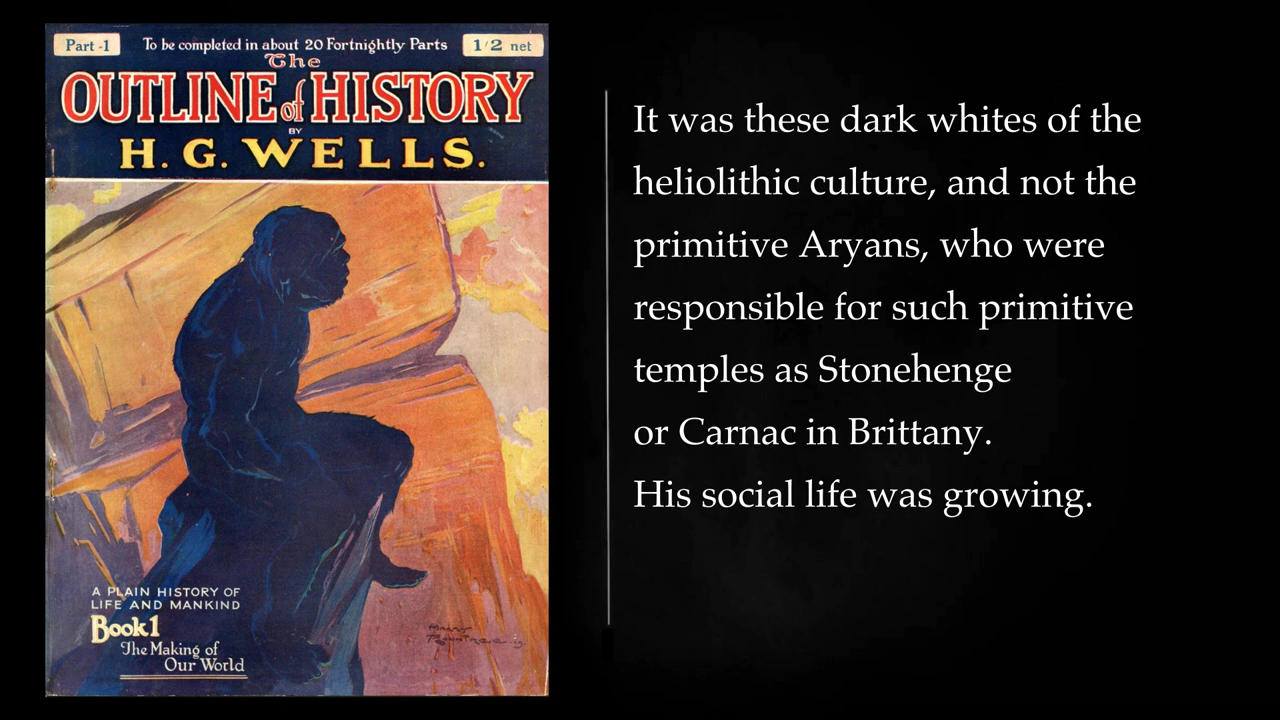 Part -1
To be completed in about 20 Fortnightly Parts
1/2 net
The
OUTLINE of HISTORY
BY
H. G. WELLS.
A PLAIN HISTORY OF
LIFE AND MANKIND
Book 1
The Making of
Our World
It was these dark whites of the
heliolithic culture, and not the
primitive Aryans, who were
responsible for such primitive
temples as Stonehenge
or Carnac in Brittany.
His social life was growing.